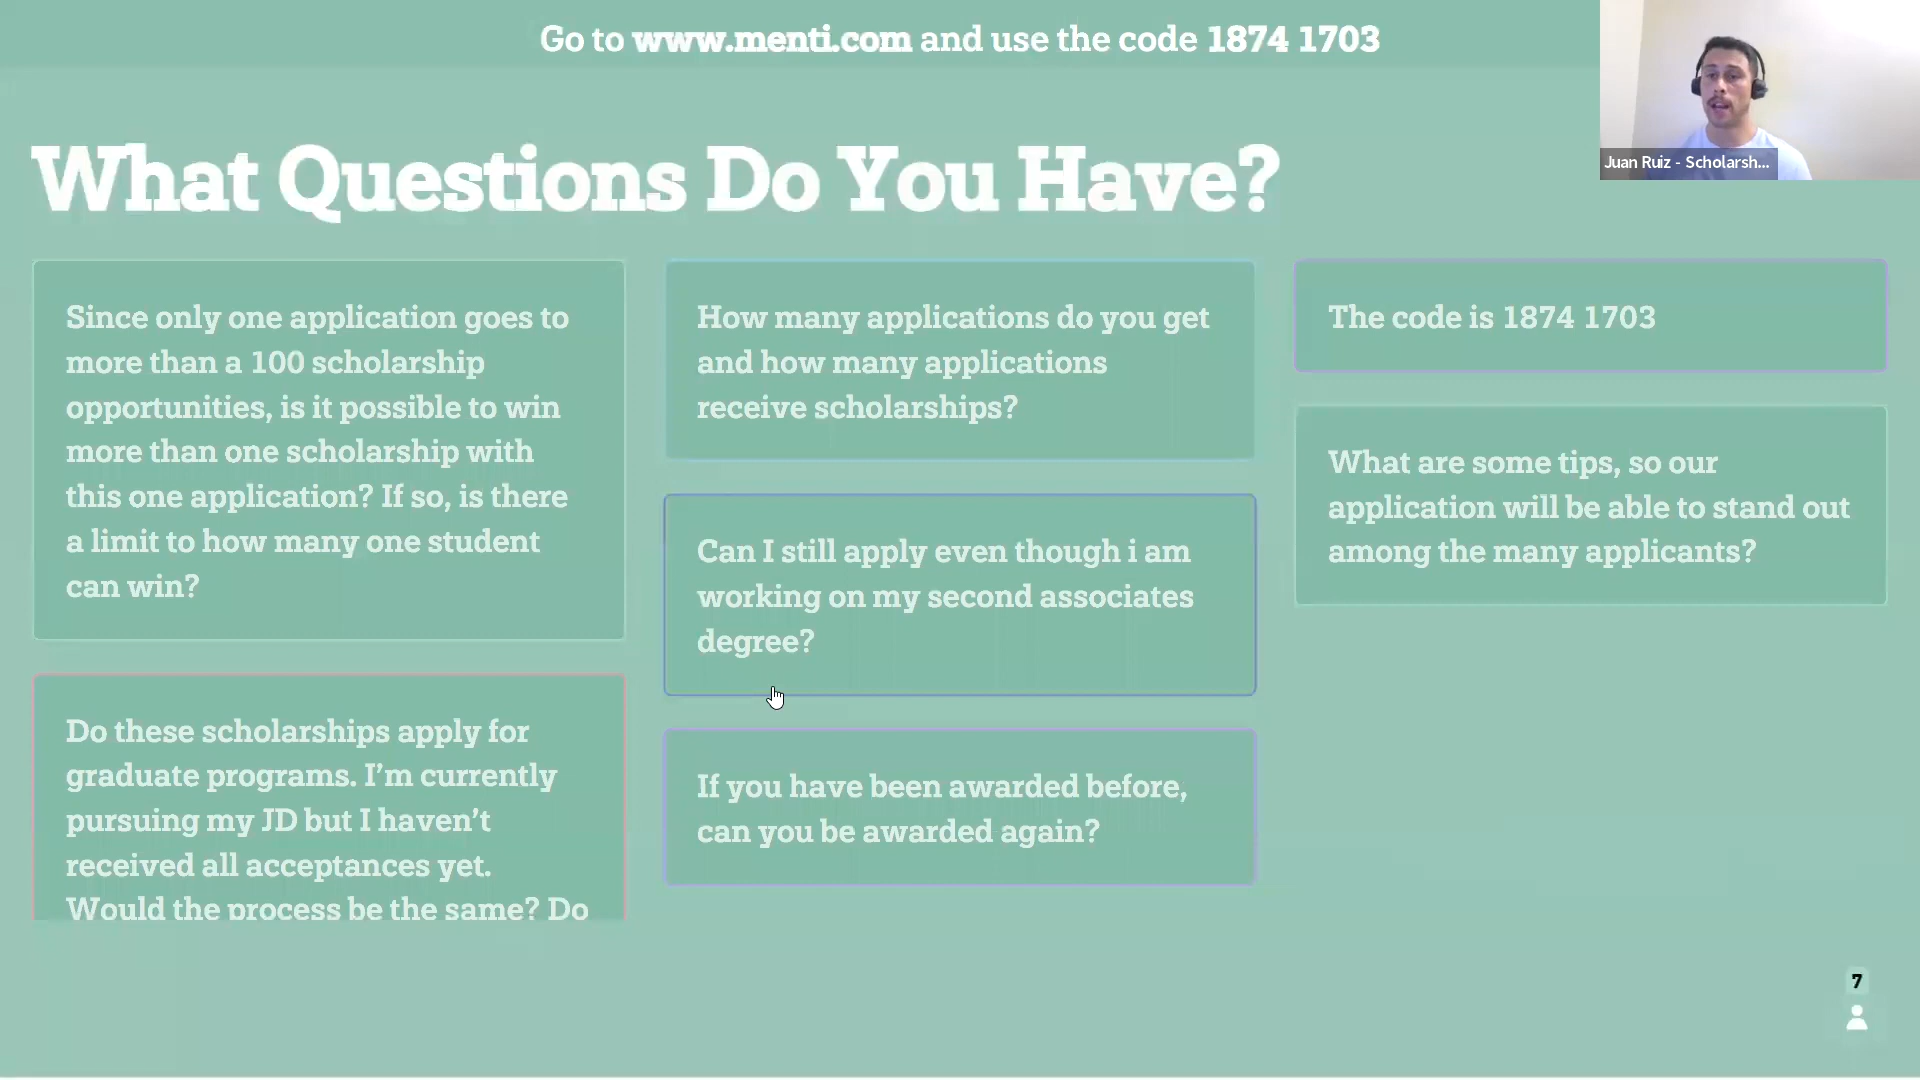 Go to www.menti.com and use the code 1874 1703
Juan Ruiz - Scholarsh...
What Questions Do You Have?
Since only one application goes to
more than a 100 scholarship
opportunities, is it possible to win
more than one scholarship with
this one application? If so, is there
a limit to how many one student
can win?
Do these scholarships apply for
graduate programs. I'm currently
pursuing my JD but I haven't
received all acceptances yet.
Would the process be the same? Do
How many applications do you get
and how many applications
receive scholarships?
Can I still apply even though i am
working on my second associates
degree?
If you have been awarded before,
can you be awarded again?
The code is 1874 1703
What are some tips, so our
application will be able to stand out
among the many applicants?
7